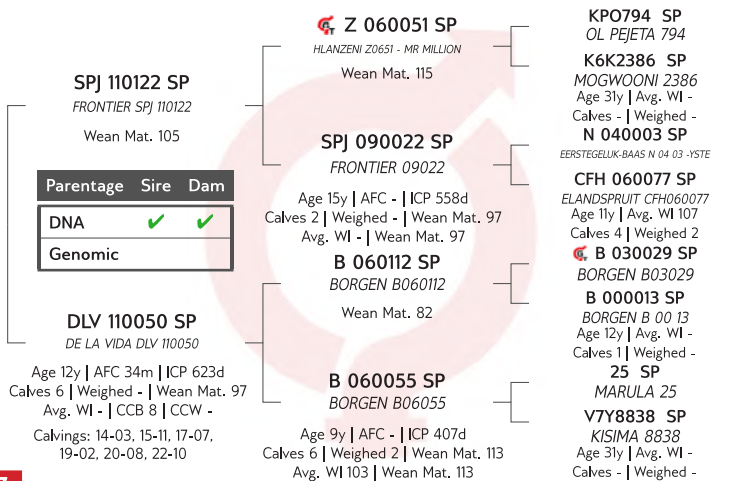 SPJ 110122 SP
FRONTIER SPJ 110122
Wean Mat. 105
Parentage Sire Dam
DNA ✔ ✔
Genomic
DLV 110050 SP
DE LA VIDA DLV 110050
Age 12y | AFC 34m | ICP 623d
Calves 6 | Weighed - | Wean Mat. 97
Avg. WI - | CCB 8 | CCW -
Calvings: 14-03, 15-11, 17-07,
19-02, 20-08, 22-10
Z 060051 SP
HLANZENI Z0651 - MR MILLION
Wean Mat. 115
SPJ 090022 SP
FRONTIER 09022
Age 15y | AFC - | ICP 558d
Calves 2 | Weighed - | Wean Mat. 97
Avg. WI - | Wean Mat. 97
B 060112 SP
BORGEN B060112
Wean Mat. 82
B 060055 SP
BORGEN B06055
Age 9y | AFC - | ICP 407d
Calves 6 | Weighed 2 | Wean Mat. 113
Avg. WI 103 | Wean Mat. 113
KPO794 SP
OL PEJETA 794
K6K2386 SP
MOGWOONI 2386
Age 31y | Avg. WI -
Calves - | Weighed -
N 040003 SP
EERSTEGELUK-BAAS N 04 03 -YSTE
CFH 060077 SP
ELANDSPRUIT CFH060077
Age 11y | Avg. WI 107
Calves 4 | Weighed 2
B 030029 SP
BORGEN B03029
B 000013 SP
BORGEN B 00 13
Age 12y | Avg. WI -
Calves 1 | Weighed -
25 SP
MARULA 25
V7Y8838 SP
KISIMA 8838
Age 31y | Avg. WI -
Calves - | Weighed -